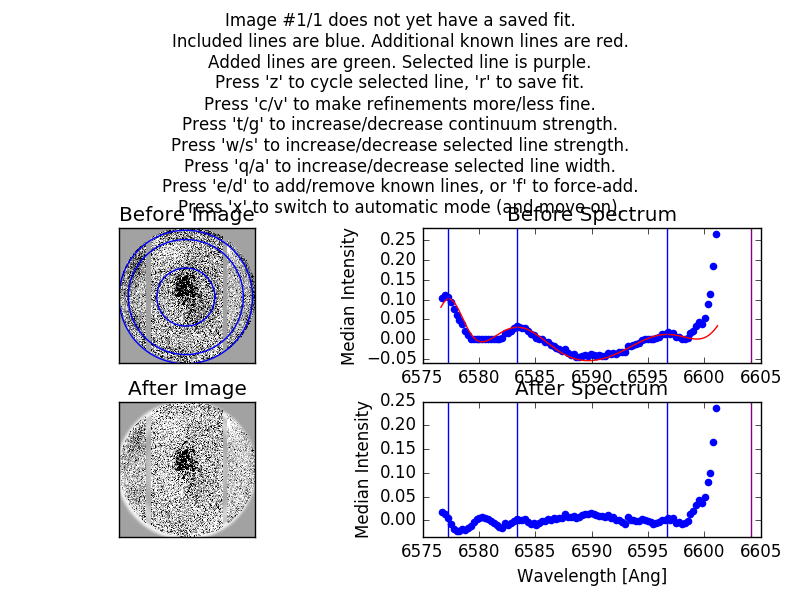 Image #1/1 does not yet have a saved fit.
Included lines are blue. Additional known lines are red.
Added lines are green. Selected line is purple.
Press 'z' to cycle selected line, 'r' to save fit.
Press 'c/v' to make refinements more/less fine.
Press 't/g' to increase/decrease continuum strength.
Press 'w/s' to increase/decrease selected line strength.
Press 'q/a' to increase/decrease selected line width.
Press 'e/d' to add/remove known lines, or 'f' to force-add.
Press 'x' to switch to automatic mode (and move on)
Before Image
Before Spectrum
Median Intensity
0.25
0.20
0.15
0.10
0.05
0.00
−0.05
6575 6580 6585 6590 6595 6600 6605
After Image
After Spectrum
Median Intensity
0.25
0.20
0.15
0.10
0.05
0.00
6575 6580 6585 6590 6595 6600 6605
Wavelength [Ang]